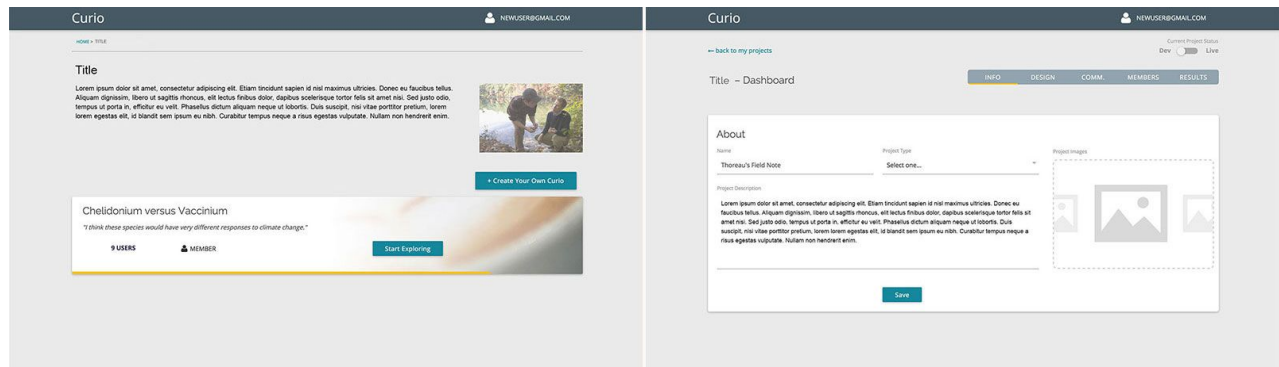 Curio
NEWUSER@GMAIL.COM
HOME > TITLE
Title
Lorem ipsum dolor sit amet, consectetur adipiscing elit. Etiam tincidunt sapien id nisl maximus ultricies. Donec eu faucibus tellus.
Aliquam dignissim, libero ut sagittis rhoncus, elit lectus finibus dolor, dapibus scelerisque tortor felis sit amet nisi. Sed justo odio,
tempus ut porta in, efficitur eu velit. Phasellus dictum aliquam neque ut lobortis. Duis suscipit, nisi vitae porttitor pretium, lorem
lorem egestas elit, id blandit sem ipsum eu nibh. Curabitur tempus neque a risus egestas vulputate. Nullam non hendrerit enim.
+ Create Your Own Curio
Chelidonium versus Vaccinium
"I think these species would have very different responses to climate change."
9 USERS
MEMBER
Start Exploring
Curio
NEWUSER@GMAIL.COM
← back to my projects
Current Project Status
Dev
Live
Title – Dashboard
INFO
DESIGN
COMM.
MEMBERS
RESULTS
About
Name
Thoreau's Field Note
Project Type
Select one...
Project Images
Project Description
Lorem ipsum dolor sit amet, consectetur adipiscing elit. Etiam tincidunt sapien id nisl maximus ultricies. Donec eu
faucibus tellus. Aliquam dignissim, libero ut sagittis rhoncus, elit lectus finibus dolor, dapibus scelerisque tortor felis sit
amet nisi. Sed justo odio, tempus ut porta in, efficitur eu velit. Phasellus dictum aliquam neque ut lobortis. Duis
suscipit, nisi vitae porttitor pretium, lorem lorem egestas elit, id blandit sem ipsum eu nibh. Curabitur tempus neque a
risus egestas vulputate. Nullam non hendrerit enim.
Save